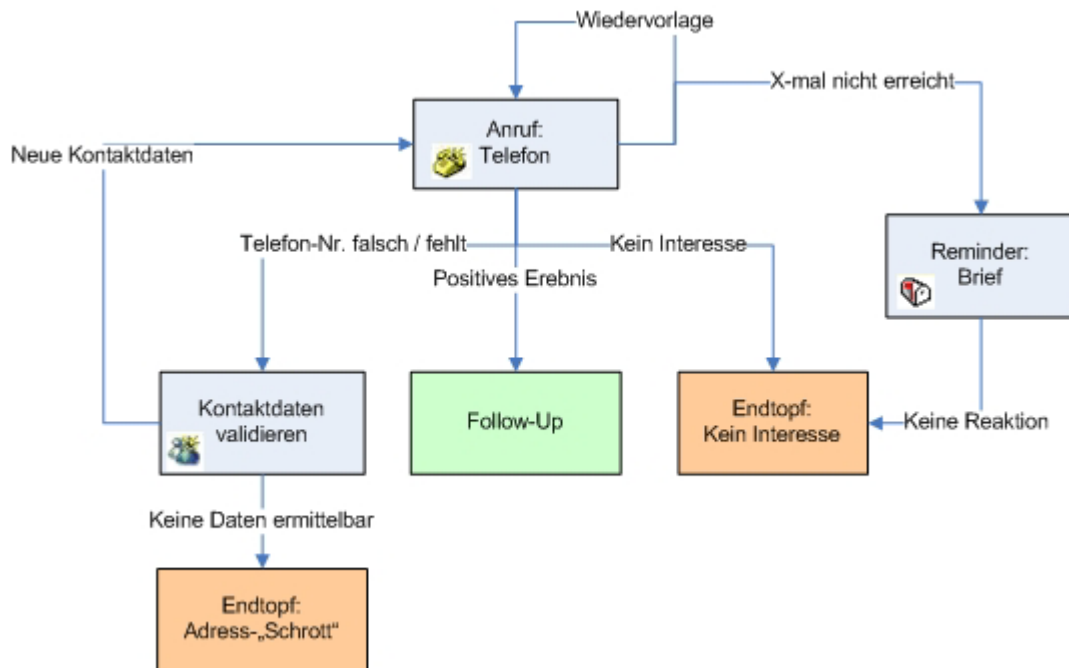 Wiedervorlage
X-mal nicht erreicht
Anruf:
Telefon
Neue Kontaktdaten
Telefon-Nr. falsch / fehlt
Kein Interesse
Positives Erebnis
Reminder:
Brief
Kontaktdaten
validieren
Follow-Up
Endtopf:
Kein Interesse
Keine Reaktion
Keine Daten ermittelbar
Endtopf:
Adress-„Schrott“